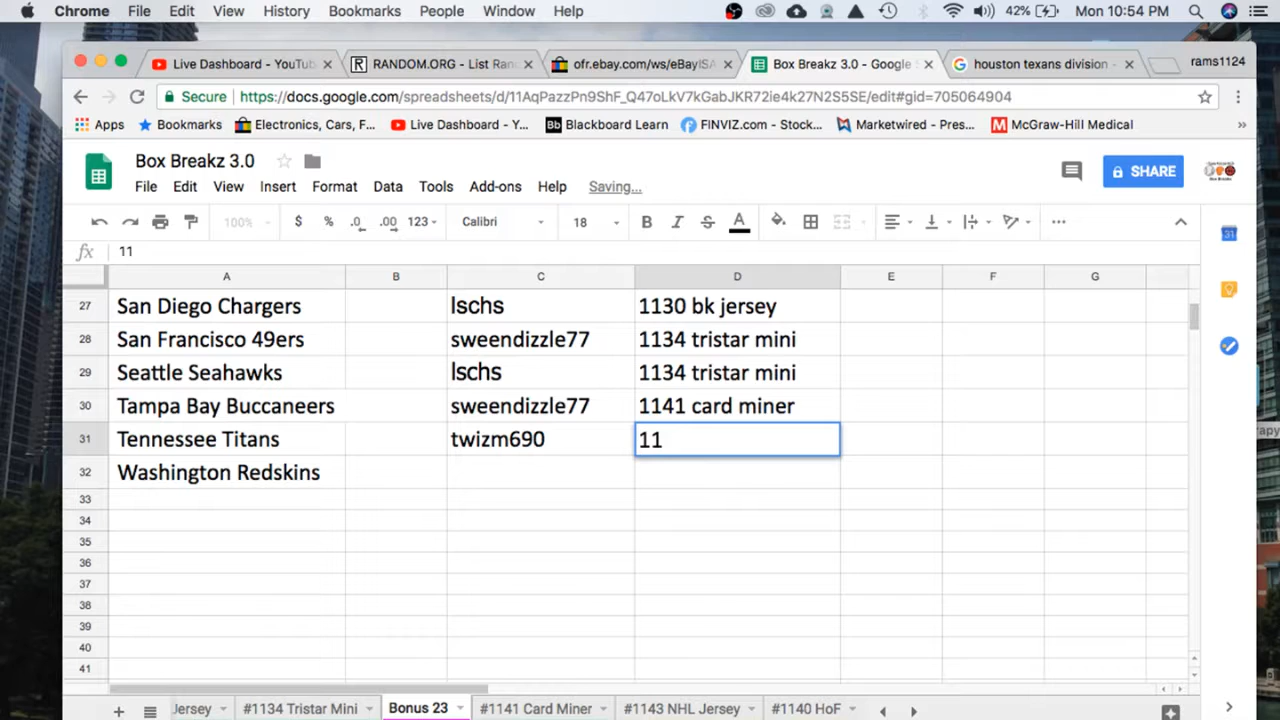 Chrome File Edit View History Bookmarks People Window Help 42% Mon 10:54 PM
Live Dashboard - YouTub RANDOM.ORG - List Ran ofr.ebay.com/ws/eBayISA Box Breakz 3.0 - Google S houston texans division - rams1124
Secure https://docs.google.com/spreadsheets/d/11AqPazzPn9ShF_Q47oLkV7kGabJKR72ie4k27N2S5SE/edit#gid=705064904
Apps Bookmarks Electronics, Cars, F... Live Dashboard - Y... Bb Blackboard Learn FINVIZ.com - Stock... Marketwired - Pres... M McGraw-Hill Medical »
Box Breakz 3.0
File Edit View Insert Format Data Tools Add-ons Help Saving...
SHARE
100% $ % .0 .00 123 Calibri 18 B I S A
31
fx 11
A B C D E F G
27 San Diego Chargers lschs 1130 bk jersey
28 San Francisco 49ers sweendizzle77 1134 tristar mini
29 Seattle Seahawks lschs 1134 tristar mini
30 Tampa Bay Buccaneers sweendizzle77 1141 card miner
31 Tennessee Titans twizm690 11
32 Washington Redskins
33
34
35
36
37
38
39
40
41
Jersey #1134 Tristar Mini Bonus 23 #1141 Card Miner #1143 NHL Jersey #1140 HoF
rapy